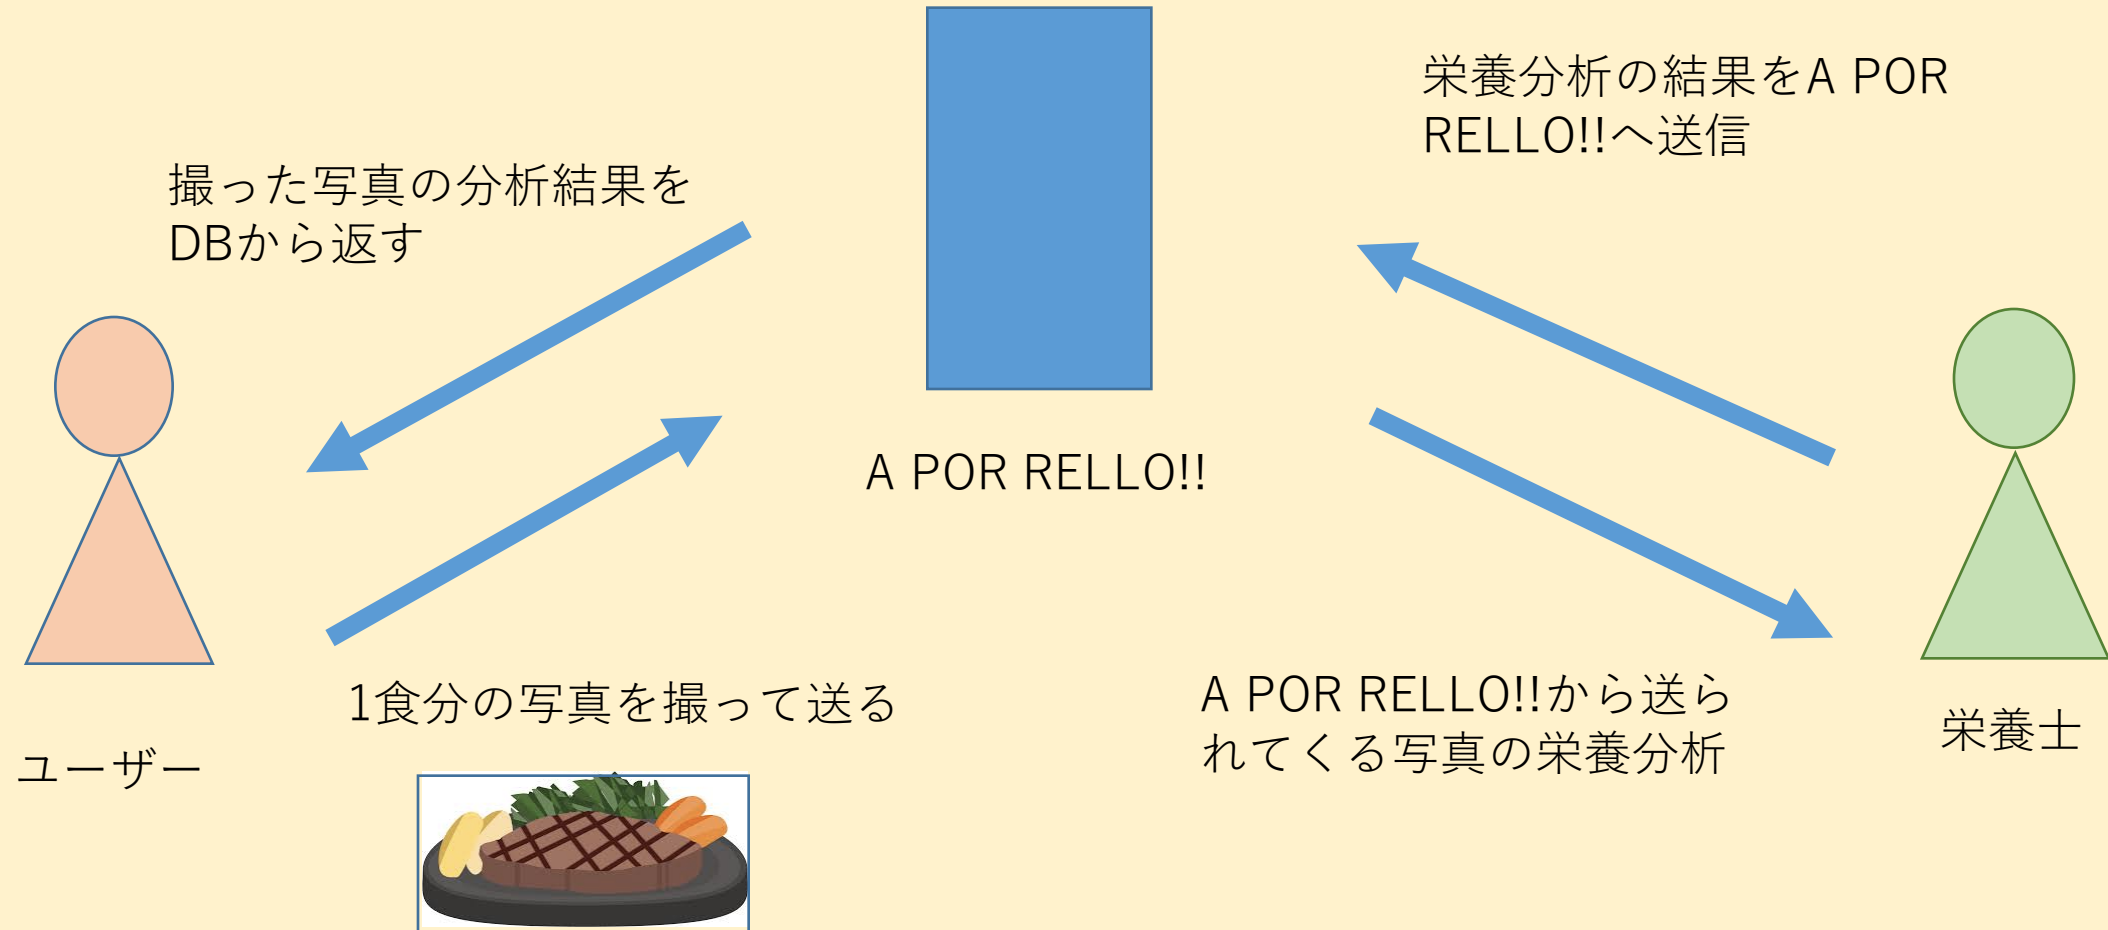 栄養分析の結果をA POR
RELLO!!へ送信
撮った写真の分析結果を
DBから返す
A POR RELLO!!
1食分の写真を撮って送る
A POR RELLO!!から送ら
れてくる写真の栄養分析
栄養士
ユーザー